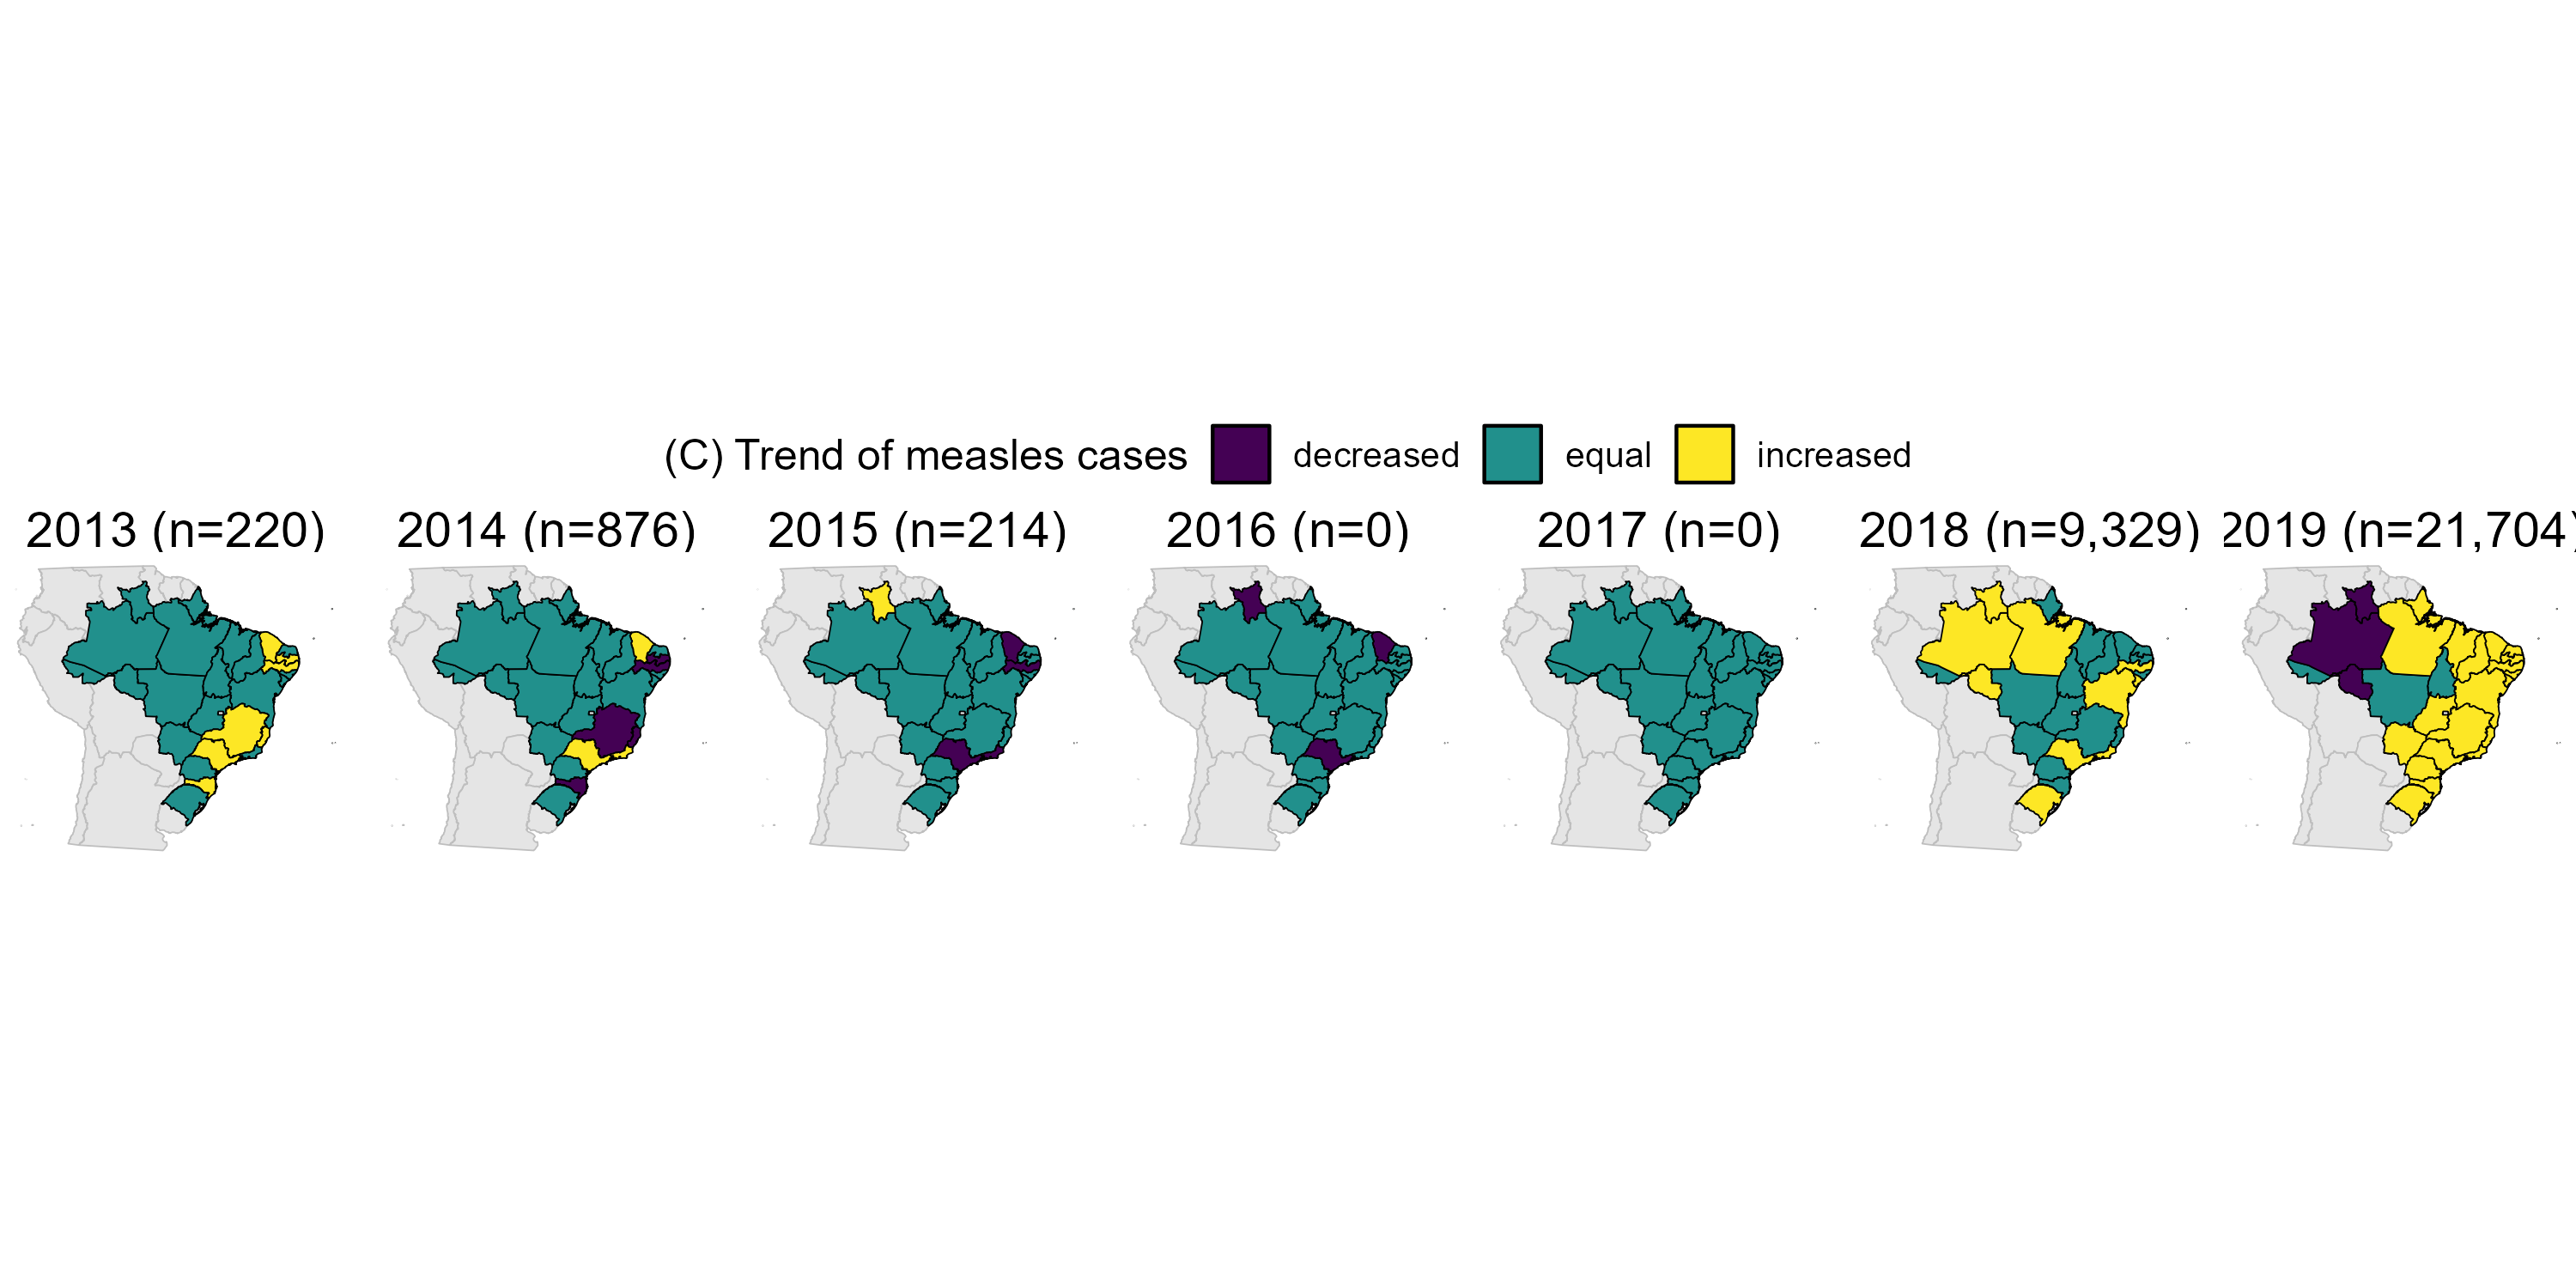 (C) Trend of measles cases decreased equal increased
2013 (n=220) 2014 (n=876) 2015 (n=214) 2016 (n=0) 2017 (n=0) 2018 (n=9,329) 2019 (n=21,704)